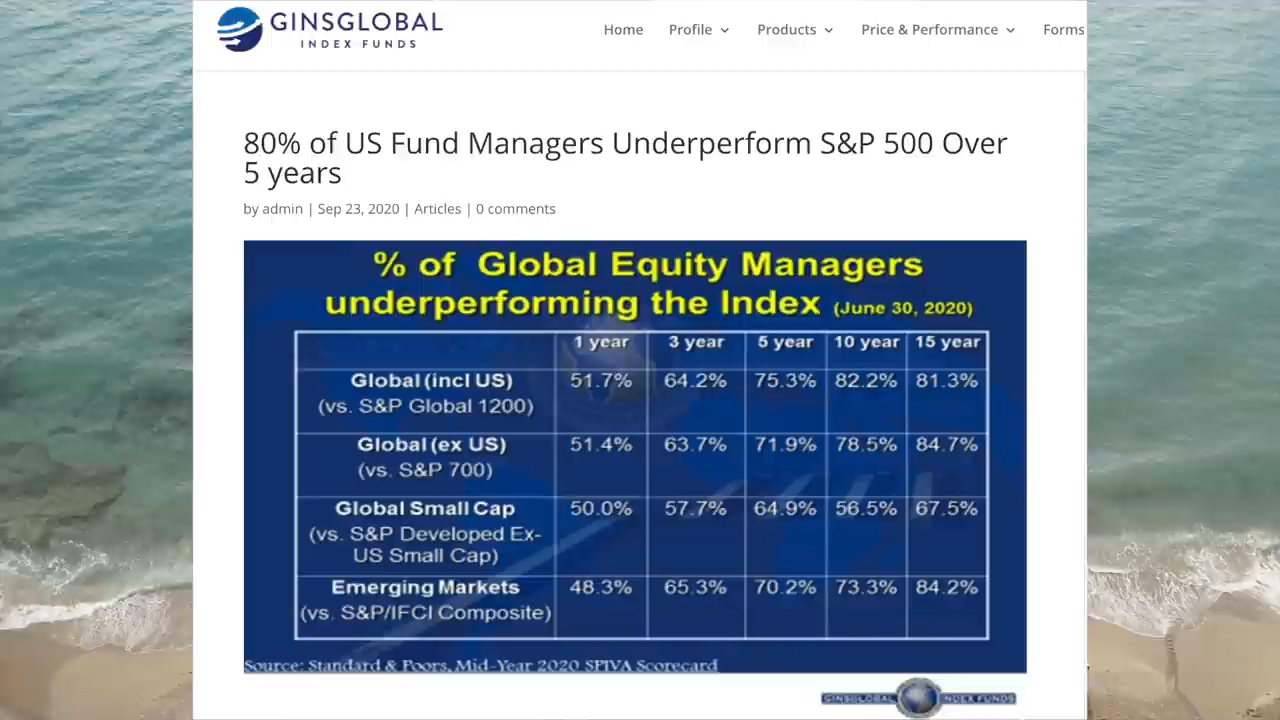 GINSGLOBAL
INDEX FUNDS
Home Profile Products Price & Performance Forms
80% of US Fund Managers Underperform S&P 500 Over
5 years
by admin | Sep 23, 2020 | Articles | 0 comments
% of Global Equity Managers
underperforming the Index (June 30, 2020)
1 year 3 year 5 year 10 year 15 year
Global (incl US) 51.7% 64.2% 75.3% 82.2% 81.3%
(vs. S&P Global 1200)
Global (ex US) 51.4% 63.7% 71.9% 78.5% 84.7%
(vs. S&P 700)
Global Small Cap 50.0% 57.7% 64.9% 56.5% 67.5%
(vs. S&P Developed Ex-
US Small Cap)
Emerging Markets 48.3% 65.3% 70.2% 73.3% 84.2%
(vs. S&P/IFCI Composite)
Source: Standard & Poors, Mid-Year 2020 SPIVA Scorecard
GINSGLOBAL INDEX FUNDS